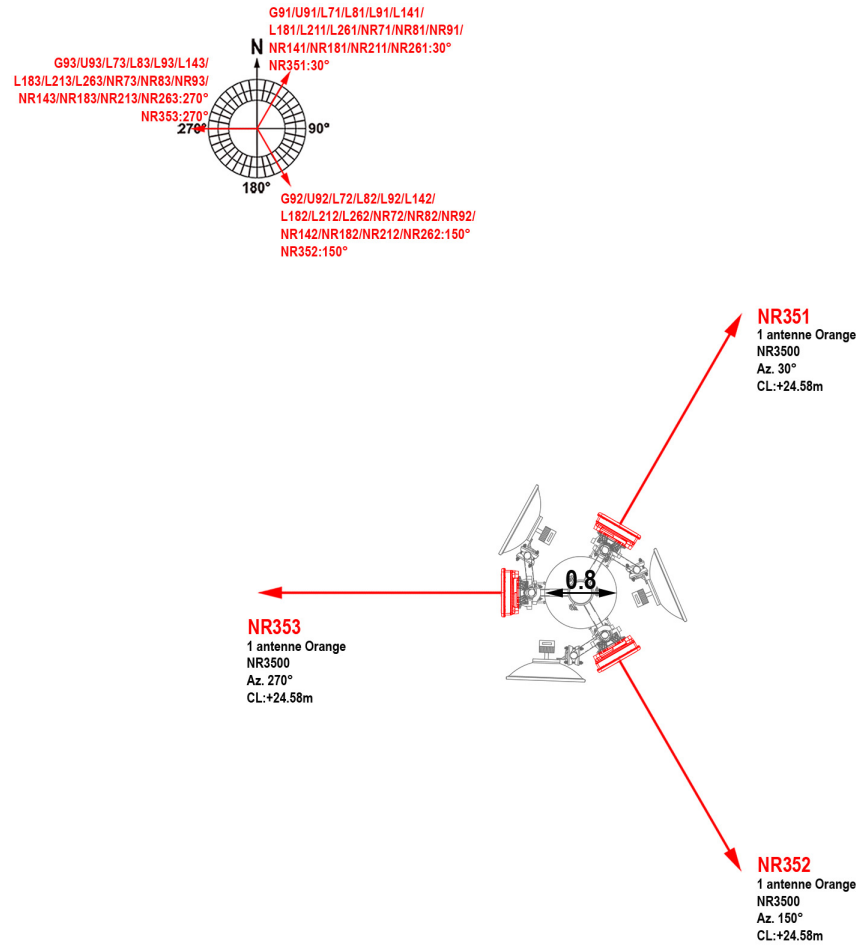 G91/U91/L71/L81/L91/L141/
L181/L211/L261/NR71/NR81/NR91/
NR141/NR181/NR211/NR261:30°
NR351:30°
N
G93/U93/L73/L83/L93/L143/
L183/L213/L263/NR73/NR83/NR93/
NR143/NR183/NR213/NR263:270°
NR353:270°
270°
90°
180°
G92/U92/L72/L82/L92/L142/
L182/L212/L262/NR72/NR82/NR92/
NR142/NR182/NR212/NR262:150°
NR352:150°
NR351
1 antenne Orange
NR3500
Az. 30°
CL:+24.58m
0.8
NR353
1 antenne Orange
NR3500
Az. 270°
CL:+24.58m
NR352
1 antenne Orange
NR3500
Az. 150°
CL:+24.58m